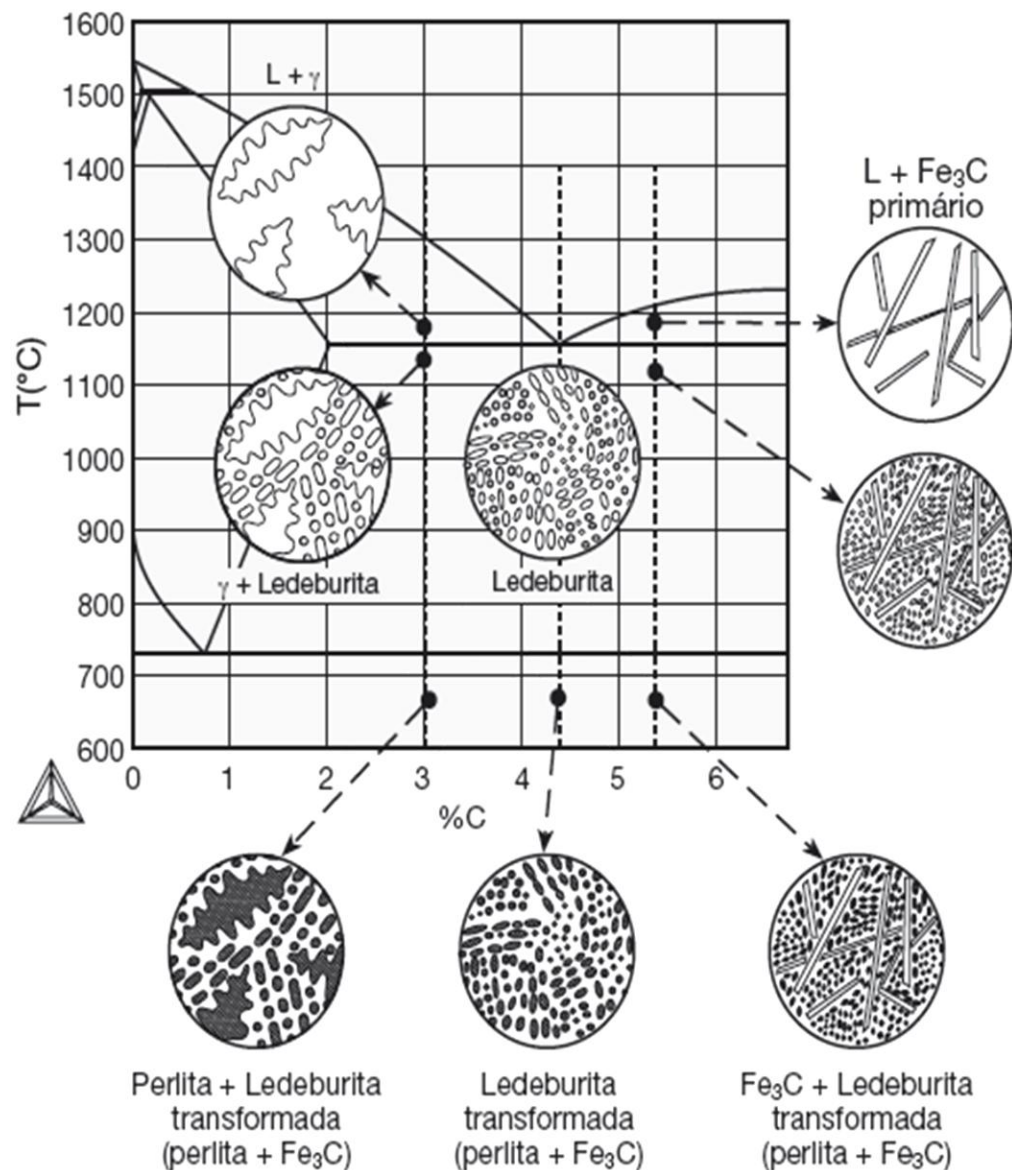 1600
1500
1400
1300
1200
1100
1000
900
800
700
600
T(°C)
0 1 2 3 4 5 6
%C
L + γ
L + Fe₃C
primário
γ + Ledeburita
Ledeburita
Perlita + Ledeburita
transformada
(perlita + Fe₃C)
Ledeburita
transformada
(perlita + Fe₃C)
Fe₃C + Ledeburita
transformada
(perlita + Fe₃C)